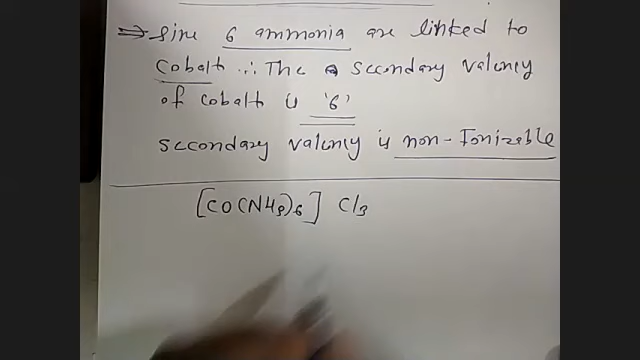 ⇒ Sine 6 ammonia are linked to
Cobalt ∴ The secondary valency
of cobalt is '6'
secondary valency is non-Ionizable
[CO(NH3)6] Cl3